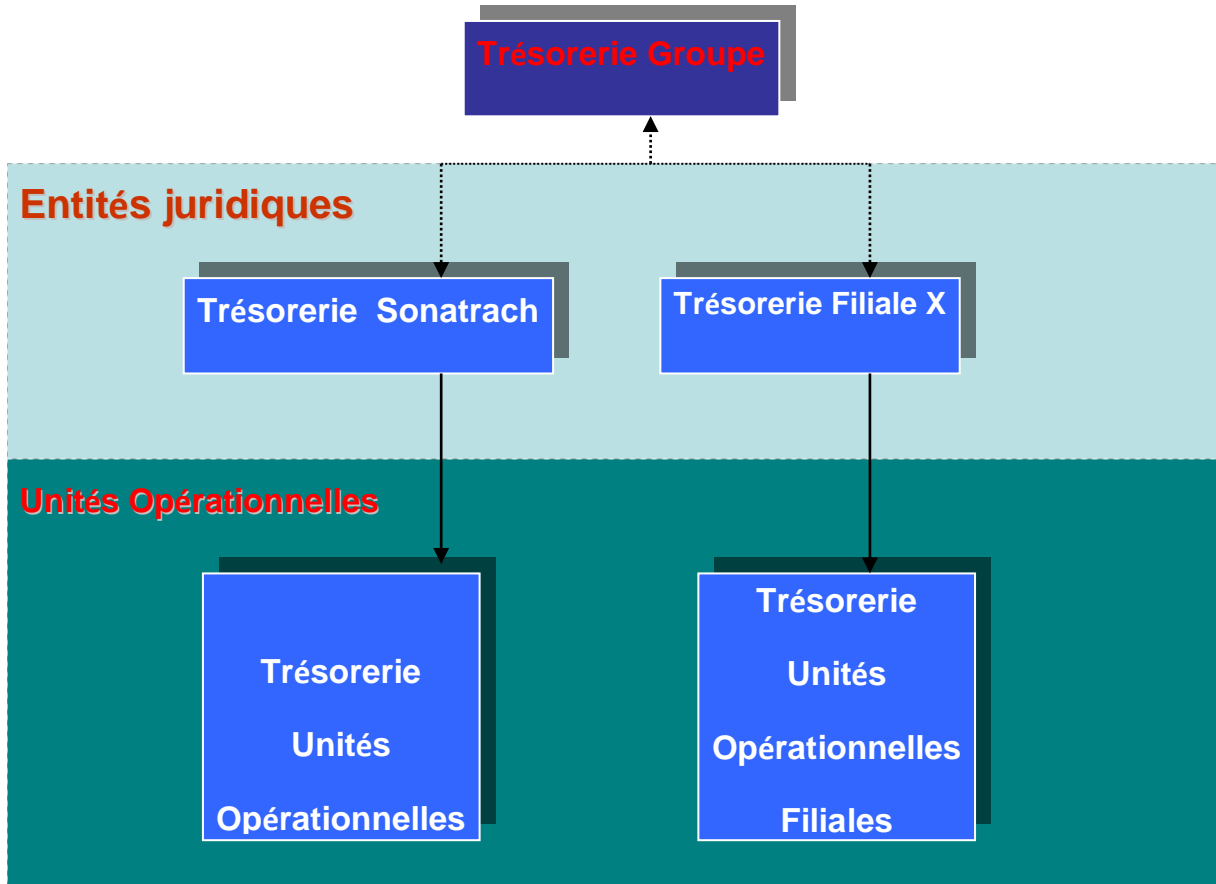 Trésorerie Groupe
Entités juridiques
Trésorerie Sonatrach
Trésorerie Filiale X
Unités Opérationnelles
Trésorerie
Unités
Opérationnelles
Trésorerie
Unités
Opérationnelles
Filiales